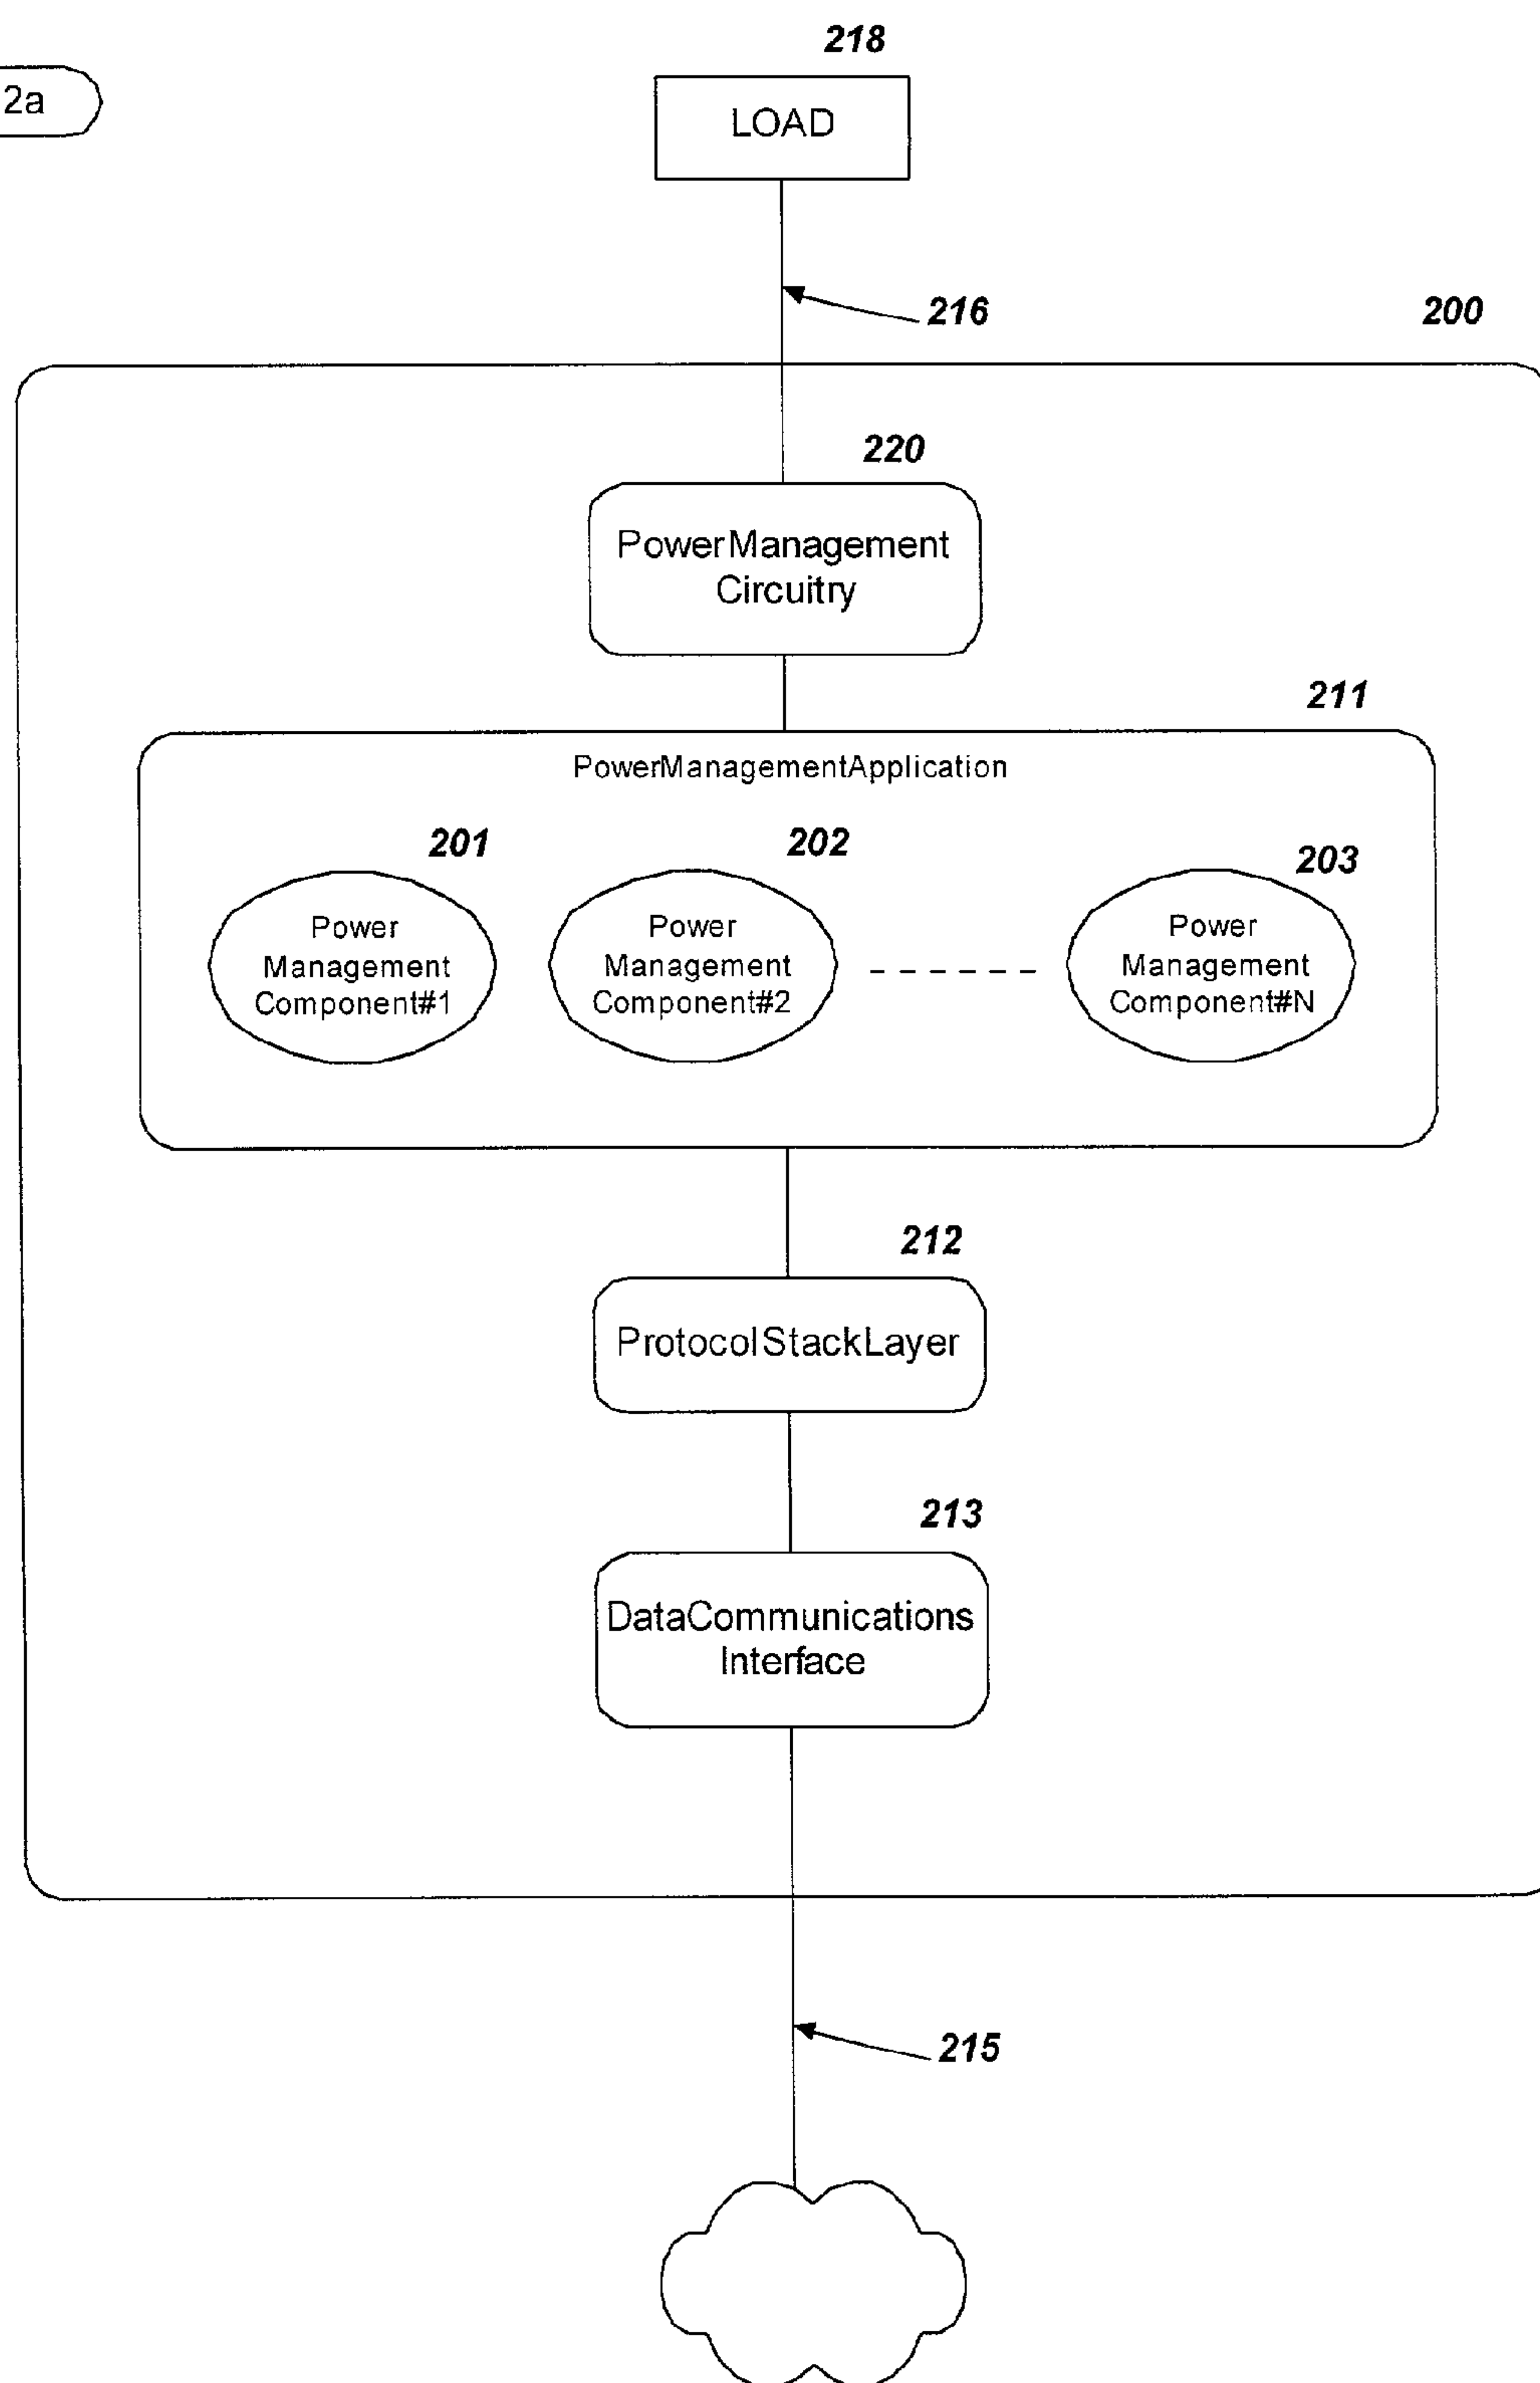 218
2a
LOAD
216
200
220
PowerManagement
Circuitry
211
PowerManagementApplication
201
202
203
Power
Management
Component#1
Power
Management
Component#2
Power
Management
Component#N
212
ProtocolStackLayer
213
DataCommunications
Interface
215